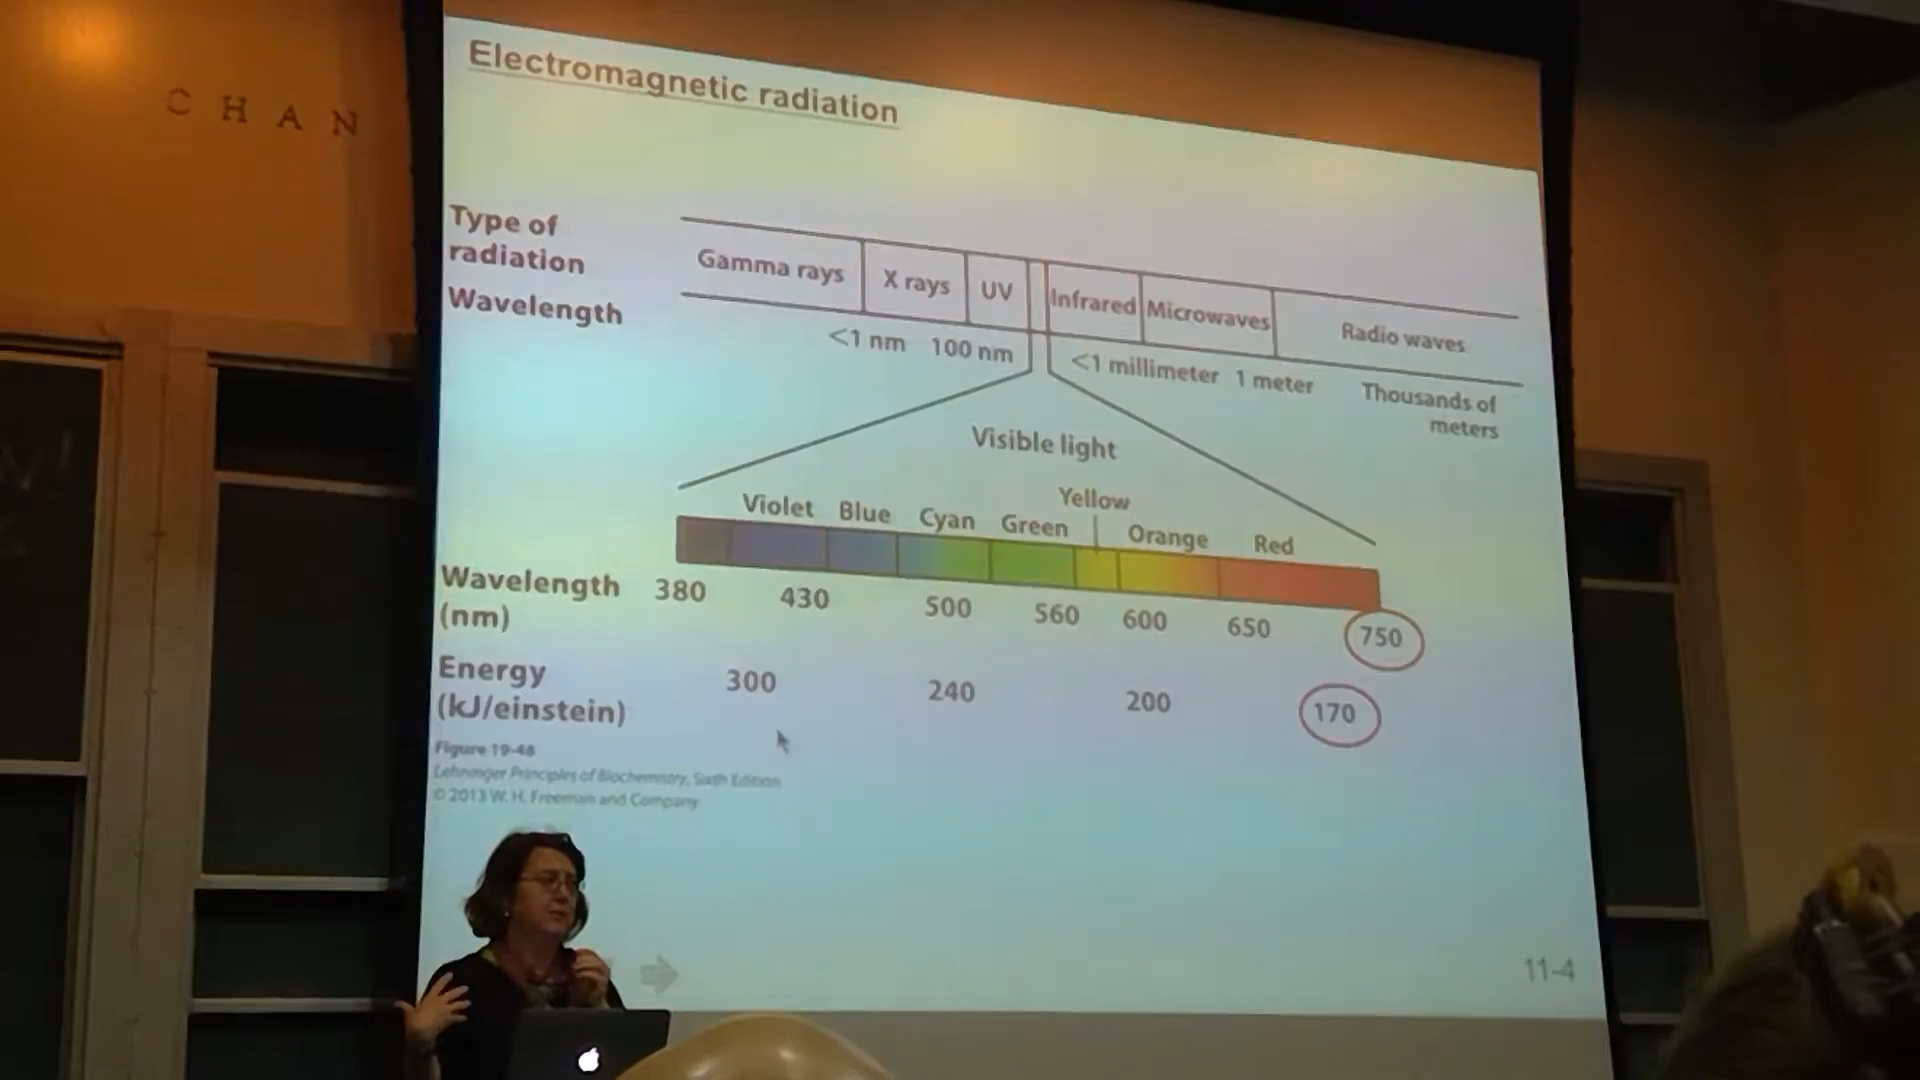 CHAN
Electromagnetic radiation
Type of
radiation
Gamma rays X rays UV Infrared Microwaves Radio waves
Wavelength
<1 nm 100 nm <1 millimeter 1 meter Thousands of
meters
Visible light
Yellow
Violet Blue Cyan Green Orange Red
Wavelength
(nm)
380 430 500 560 600 650 750
Energy
(kJ/einstein)
300 240 200 170
Figure 19-48
Lehninger Principles of Biochemistry, Sixth Edition
© 2013 W. H. Freeman and Company
11-4